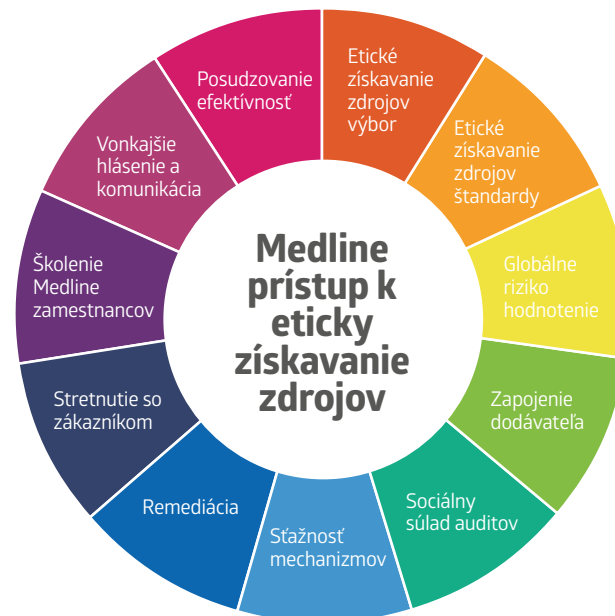 Medline
prístup k
eticky
získavanie
zdrojov
Etické
získavanie
zdrojov
výbor
Etické
získavanie
zdrojov
štandardy
Globálne
riziko
hodnotenie
Zapojenie
dodávateľa
Sociálny
súlad auditov
Sťažnosť
mechanizmov
Remediácia
Stretnutie so
zákazníkom
Školenie
Medline
zamestnancov
Vonkajšie
hlásenie a
komunikácia
Posudzovanie
efektívnosť